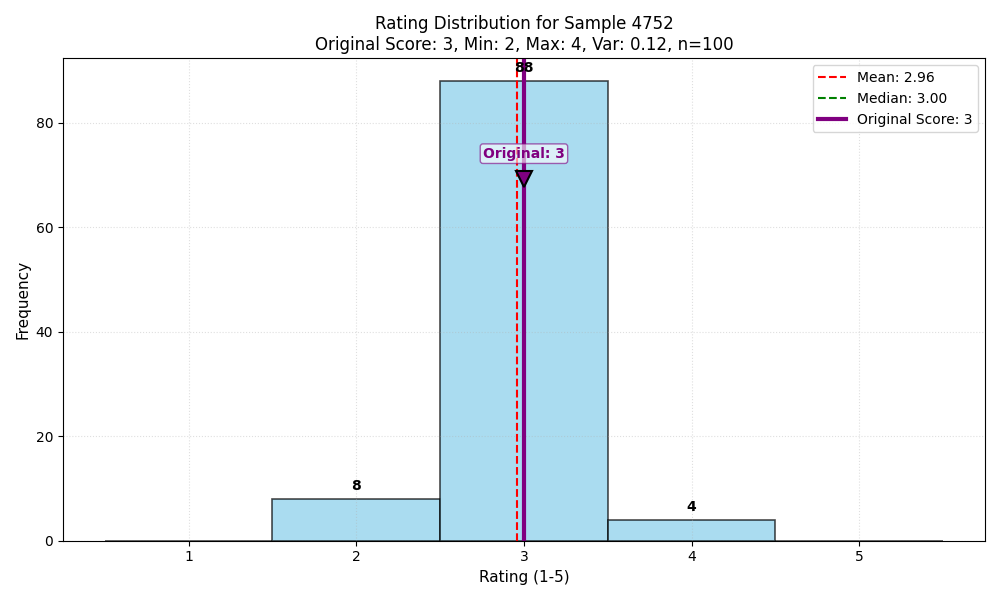 Rating Distribution for Sample 4752
Original Score: 3, Min: 2, Max: 4, Var: 0.12, n=100
Mean: 2.96
Median: 3.00
Original Score: 3
88
Original: 3
8
4
Frequency
80
60
40
20
0
1 2 3 4 5
Rating (1-5)